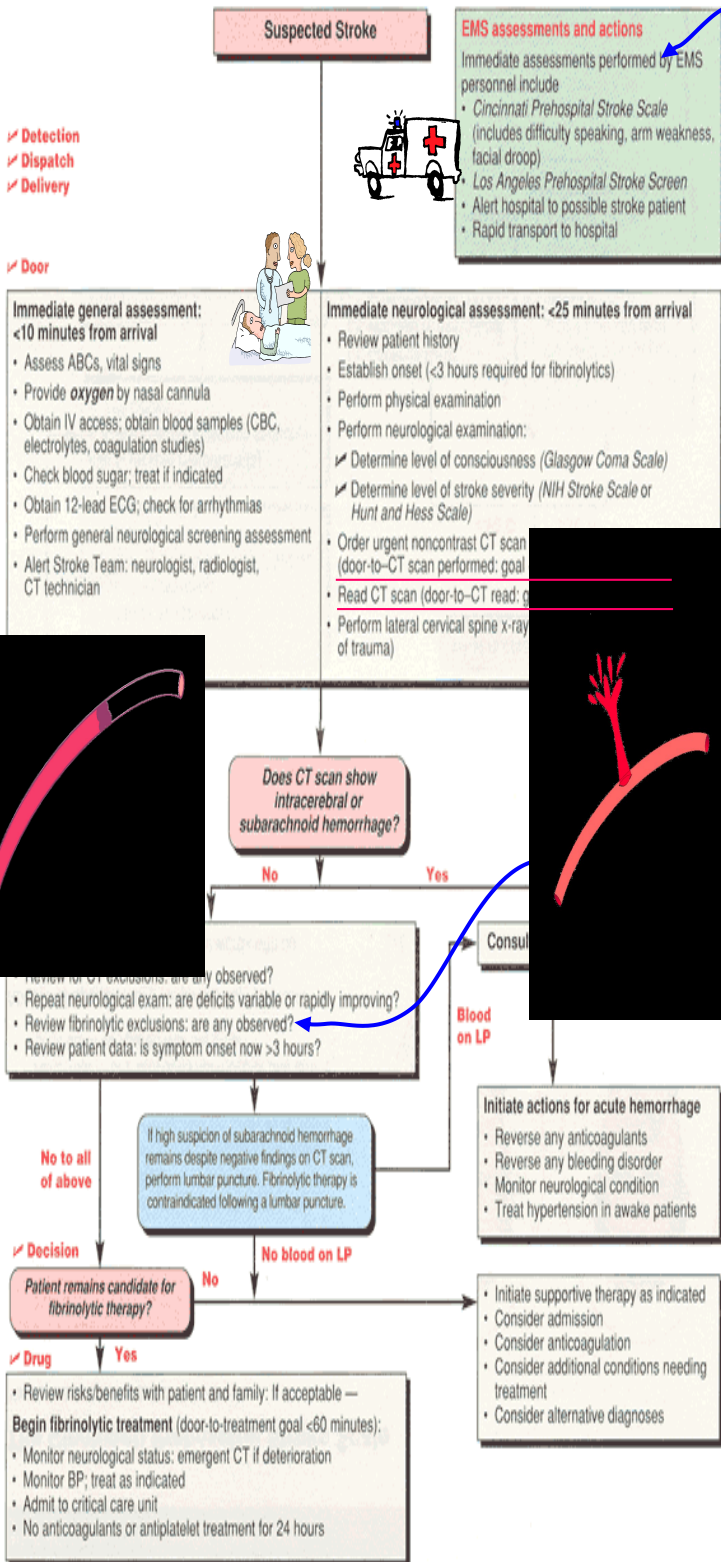 Suspected Stroke
EMS assessments and actions
Immediate assessments performed by EMS
personnel include
• Cincinnati Prehospital Stroke Scale
(includes difficulty speaking, arm weakness,
facial droop)
• Los Angeles Prehospital Stroke Screen
• Alert hospital to possible stroke patient
• Rapid transport to hospital
✓ Detection
✓ Dispatch
✓ Delivery
✓ Door
Immediate general assessment:
<10 minutes from arrival
• Assess ABCs, vital signs
• Provide oxygen by nasal cannula
• Obtain IV access; obtain blood samples (CBC,
electrolytes, coagulation studies)
• Check blood sugar; treat if indicated
• Obtain 12-lead ECG; check for arrhythmias
• Perform general neurological screening assessment
• Alert Stroke Team: neurologist, radiologist,
CT technician
Immediate neurological assessment: <25 minutes from arrival
• Review patient history
• Establish onset (<3 hours required for fibrinolytics)
• Perform physical examination
• Perform neurological examination:
✓ Determine level of consciousness (Glasgow Coma Scale)
✓ Determine level of stroke severity (NIH Stroke Scale or
Hunt and Hess Scale)
• Order urgent noncontrast CT scan
(door-to–CT scan performed: goal
• Read CT scan (door-to–CT read:
• Perform lateral cervical spine x-ray
of trauma)
Does CT scan show
intracerebral or
subarachnoid hemorrhage?
No
Yes
• Review for CT exclusions: are any observed?
• Repeat neurological exam: are deficits variable or rapidly improving?
• Review fibrinolytic exclusions: are any observed?
• Review patient data: is symptom onset now >3 hours?
Blood
on LP
Initiate actions for acute hemorrhage
• Reverse any anticoagulants
• Reverse any bleeding disorder
• Monitor neurological condition
• Treat hypertension in awake patients
If high suspicion of subarachnoid hemorrhage
remains despite negative findings on CT scan,
perform lumbar puncture. Fibrinolytic therapy is
contraindicated following a lumbar puncture.
No to all
of above
✓ Decision
No blood on LP
Patient remains candidate for
fibrinolytic therapy?
No
• Initiate supportive therapy as indicated
• Consider admission
• Consider anticoagulation
• Consider additional conditions needing
treatment
• Consider alternative diagnoses
✓ Drug
Yes
• Review risks/benefits with patient and family: If acceptable —
Begin fibrinolytic treatment (door-to-treatment goal <60 minutes):
• Monitor neurological status: emergent CT if deterioration
• Monitor BP; treat as indicated
• Admit to critical care unit
• No anticoagulants or antiplatelet treatment for 24 hours